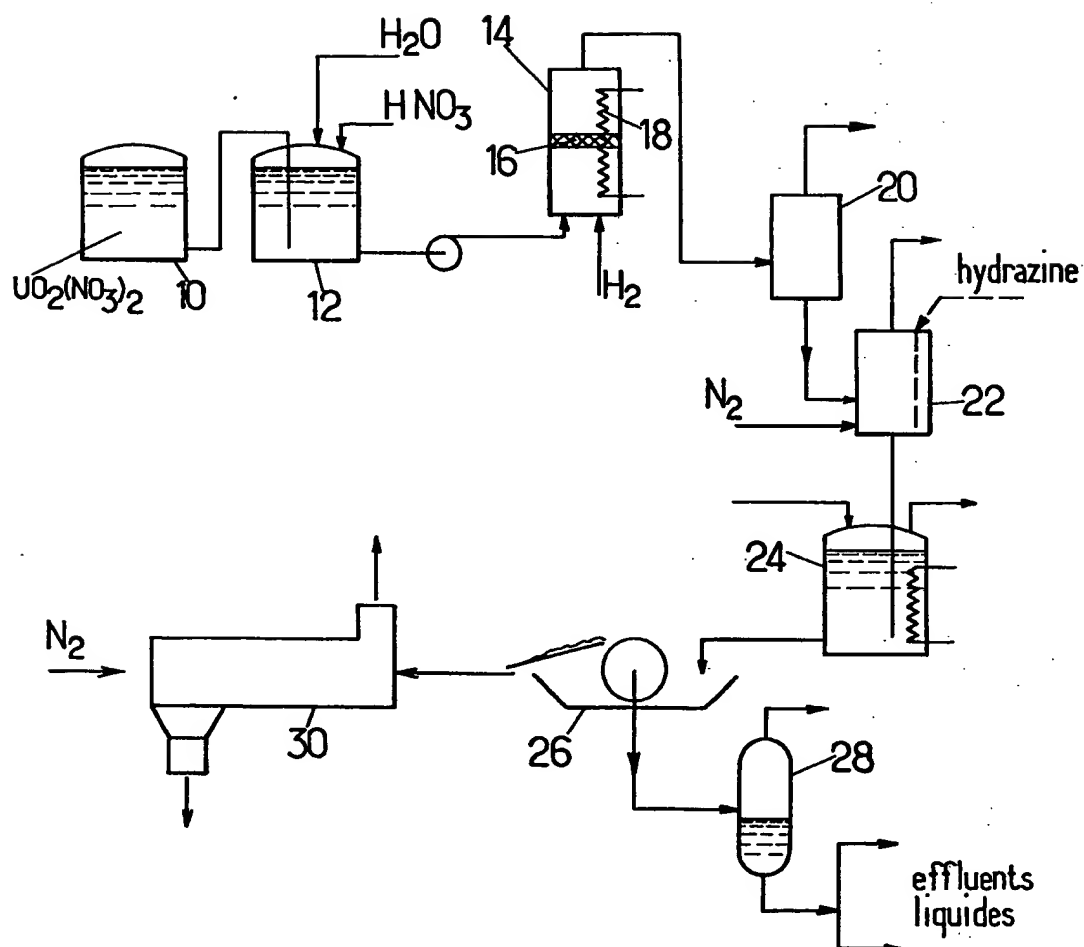 H₂O
14
HNO₃
18
16
20
UO₂(NO₃)₂
10
12
H₂
hydrazine
N₂
22
24
N₂
30
26
28
effluents
liquides